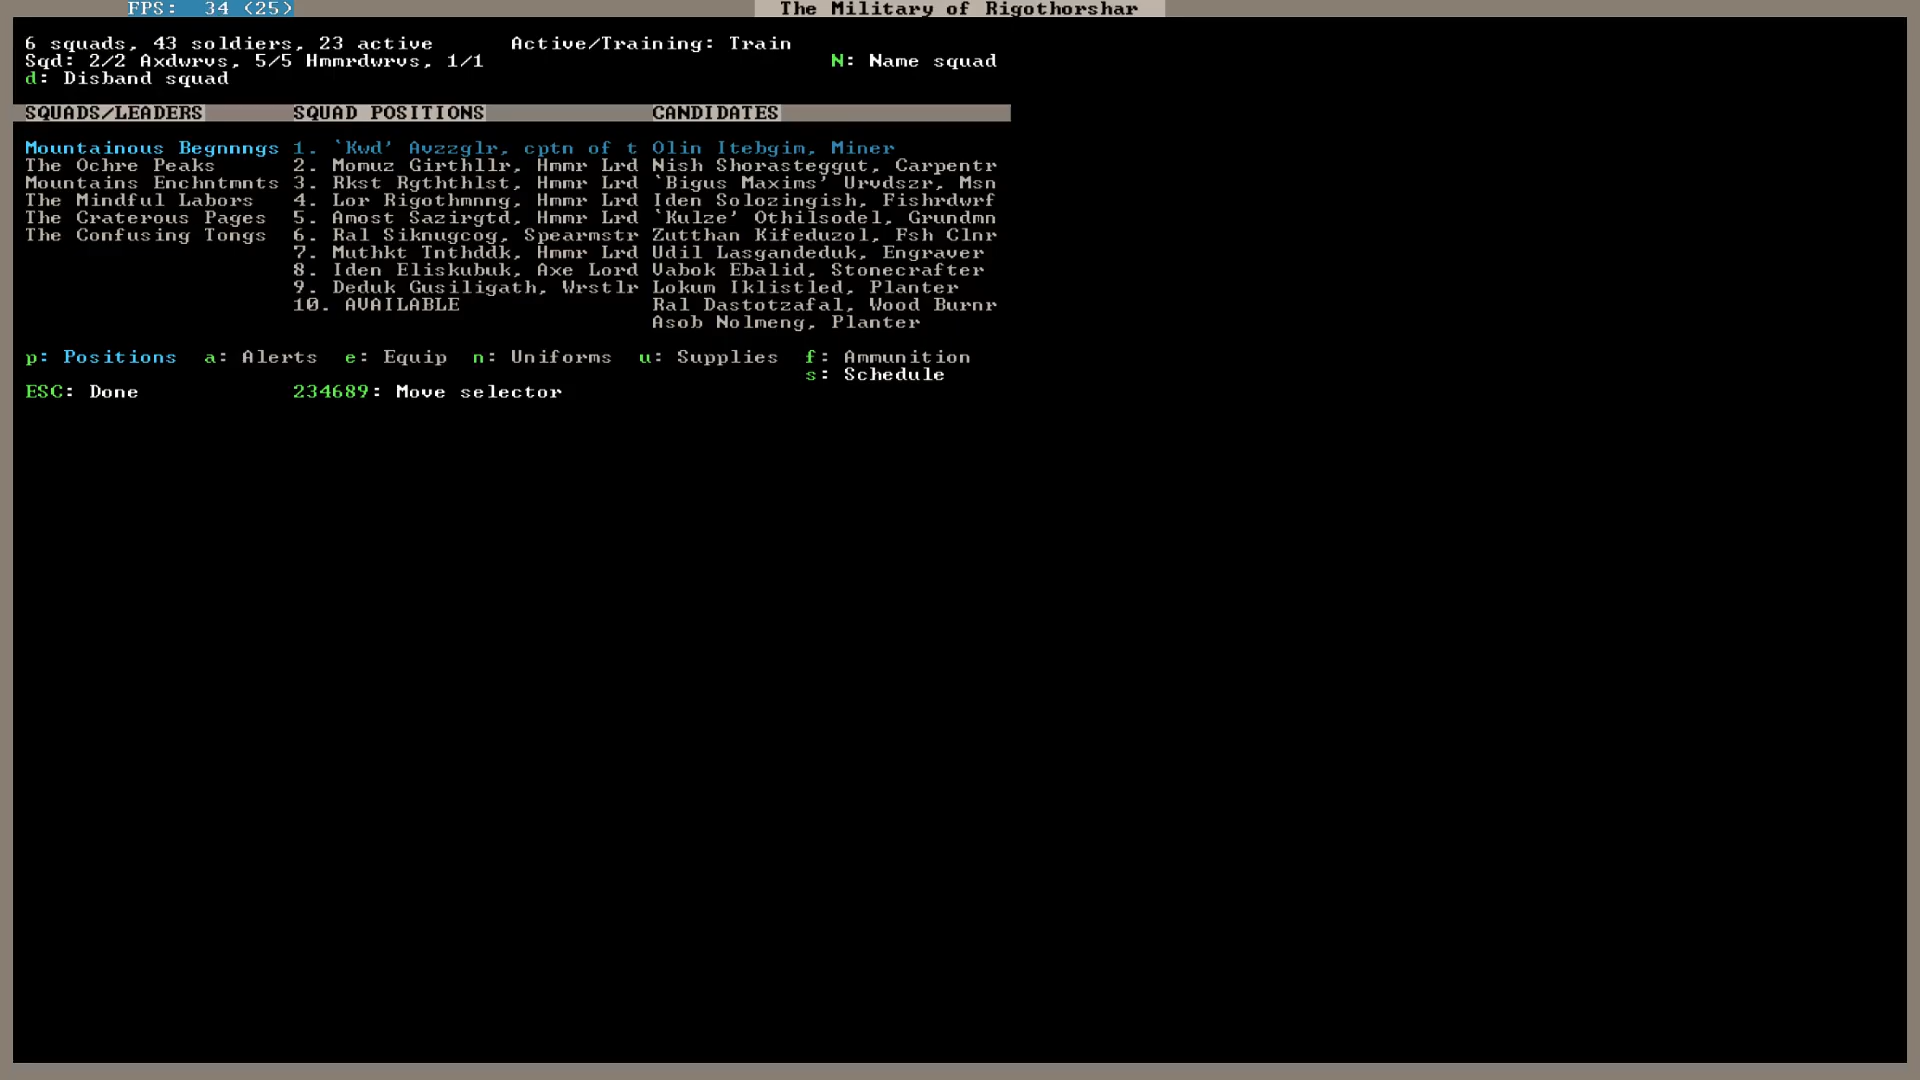 FPS:  34 (25)
The Military of Rigothorshar
6 squads, 43 soldiers, 23 active      Active/Training: Train
Sqd: 2/2 Axdwrvs, 5/5 Hmmrdwrvs, 1/1      N: Name squad
d: Disband squad
SQUADS/LEADERS      SQUAD POSITIONS      CANDIDATES
Mountainous Begnnngs 1. `Kwd' Avzzglr, cptn of t Olin Itebgim, Miner
The Ochre Peaks      2. Momuz Girthllr, Hmmr Lrd Nish Shorasteggut, Carpentr
Mountains Enchntmnts 3. Rkst Rgththlst, Hmmr Lrd `Bigus Maxims' Urvdszr, Msn
The Mindful Labors   4. Lor Rigothmnng, Hmmr Lrd Iden Solozingish, Fishrdwrf
The Craterous Pages  5. Amost Sazirgtd, Hmmr Lrd `Kulze' Othilsodel, Grundmn
The Confusing Tongs  6. Ral Siknugcog, Spearmstr Zutthan Kifeduzol, Fsh Clnr
7. Muthkt Tnthddk, Hmmr Lrd Udil Lasgandeduk, Engraver
8. Iden Eliskubuk, Axe Lord Vabok Ebalid, Stonecrafter
9. Deduk Gusiligath, Wrstlr Lokum Iklistled, Planter
10. AVAILABLE      Ral Dastotzafal, Wood Burnr
Asob Nolmeng, Planter
p: Positions  a: Alerts  e: Equip  n: Uniforms  u: Supplies  f: Ammunition
s: Schedule
ESC: Done      234689: Move selector